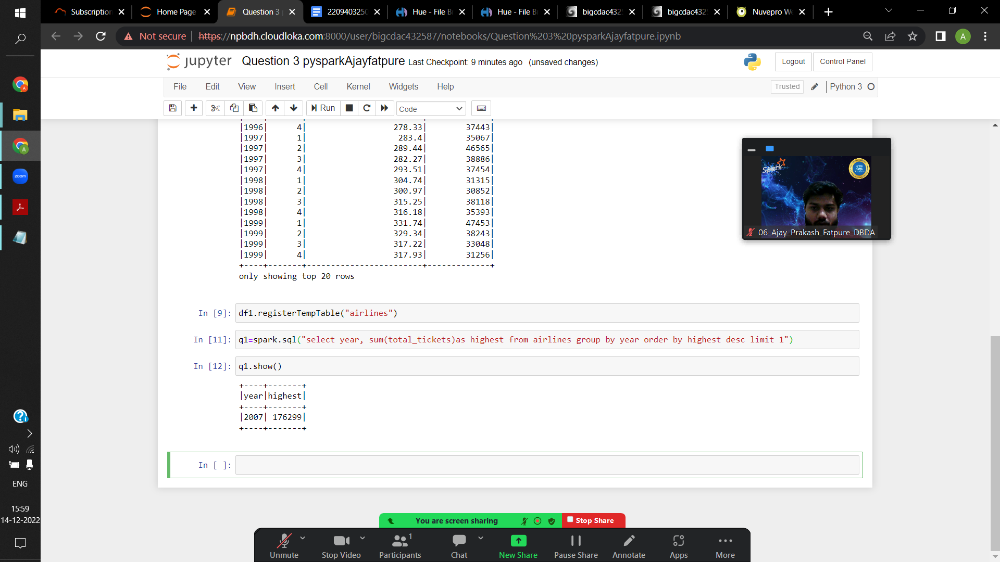 Subscription
Home Page
Question 3
2209403250
Hue - File B
Hue - File B
bigcdac432
bigcdac432
Nuvepro W
Not secure
https://npbdh.cloudloka.com:8000/user/bigcdac432587/notebooks/Question%203%20pysparkAjayfatpure.ipynb
A
jupyter Question 3 pysparkAjayfatpure Last Checkpoint: 9 minutes ago (unsaved changes)
Logout Control Panel
File Edit View Insert Cell Kernel Widgets Help
Trusted Python 3
Run Code
|1996| 4| 278.33| 37443|
|1997| 1| 283.4| 35067|
|1997| 2| 289.44| 46565|
|1997| 3| 282.27| 38886|
|1997| 4| 293.51| 37454|
|1998| 1| 304.74| 31315|
|1998| 2| 300.97| 30852|
|1998| 3| 315.25| 38118|
|1998| 4| 316.18| 35393|
|1999| 1| 331.74| 47453|
|1999| 2| 329.34| 38243|
|1999| 3| 317.22| 33048|
|1999| 4| 317.93| 31256|
+----+-------+-------------------------+-------------+
only showing top 20 rows
Spark
06_Ajay_Prakash_Fatpure_DBDA
In [9]: df1.registerTempTable("airlines")
In [11]: q1=spark.sql("select year, sum(total_tickets)as highest from airlines group by year order by highest desc limit 1")
In [12]: q1.show()
+----+-------+
|year|highest|
+----+-------+
|2007| 176299|
+----+-------+
In [ ]:
zoom
ENG
15:59
14-12-2022
You are screen sharing
Stop Share
Unmute
Stop Video
1
Participants
Chat
New Share
Pause Share
Annotate
Apps
More